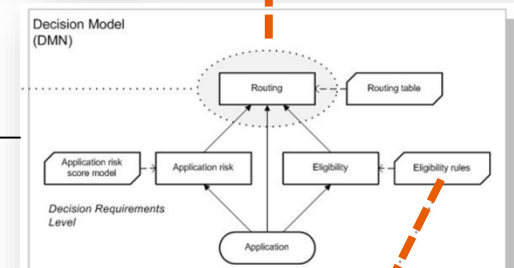 Decision Model
(DMN)
Routing
Routing table
Application risk
score model
Application risk
Eligibility
Eligibility rules
Decision Requirements
Level
Application